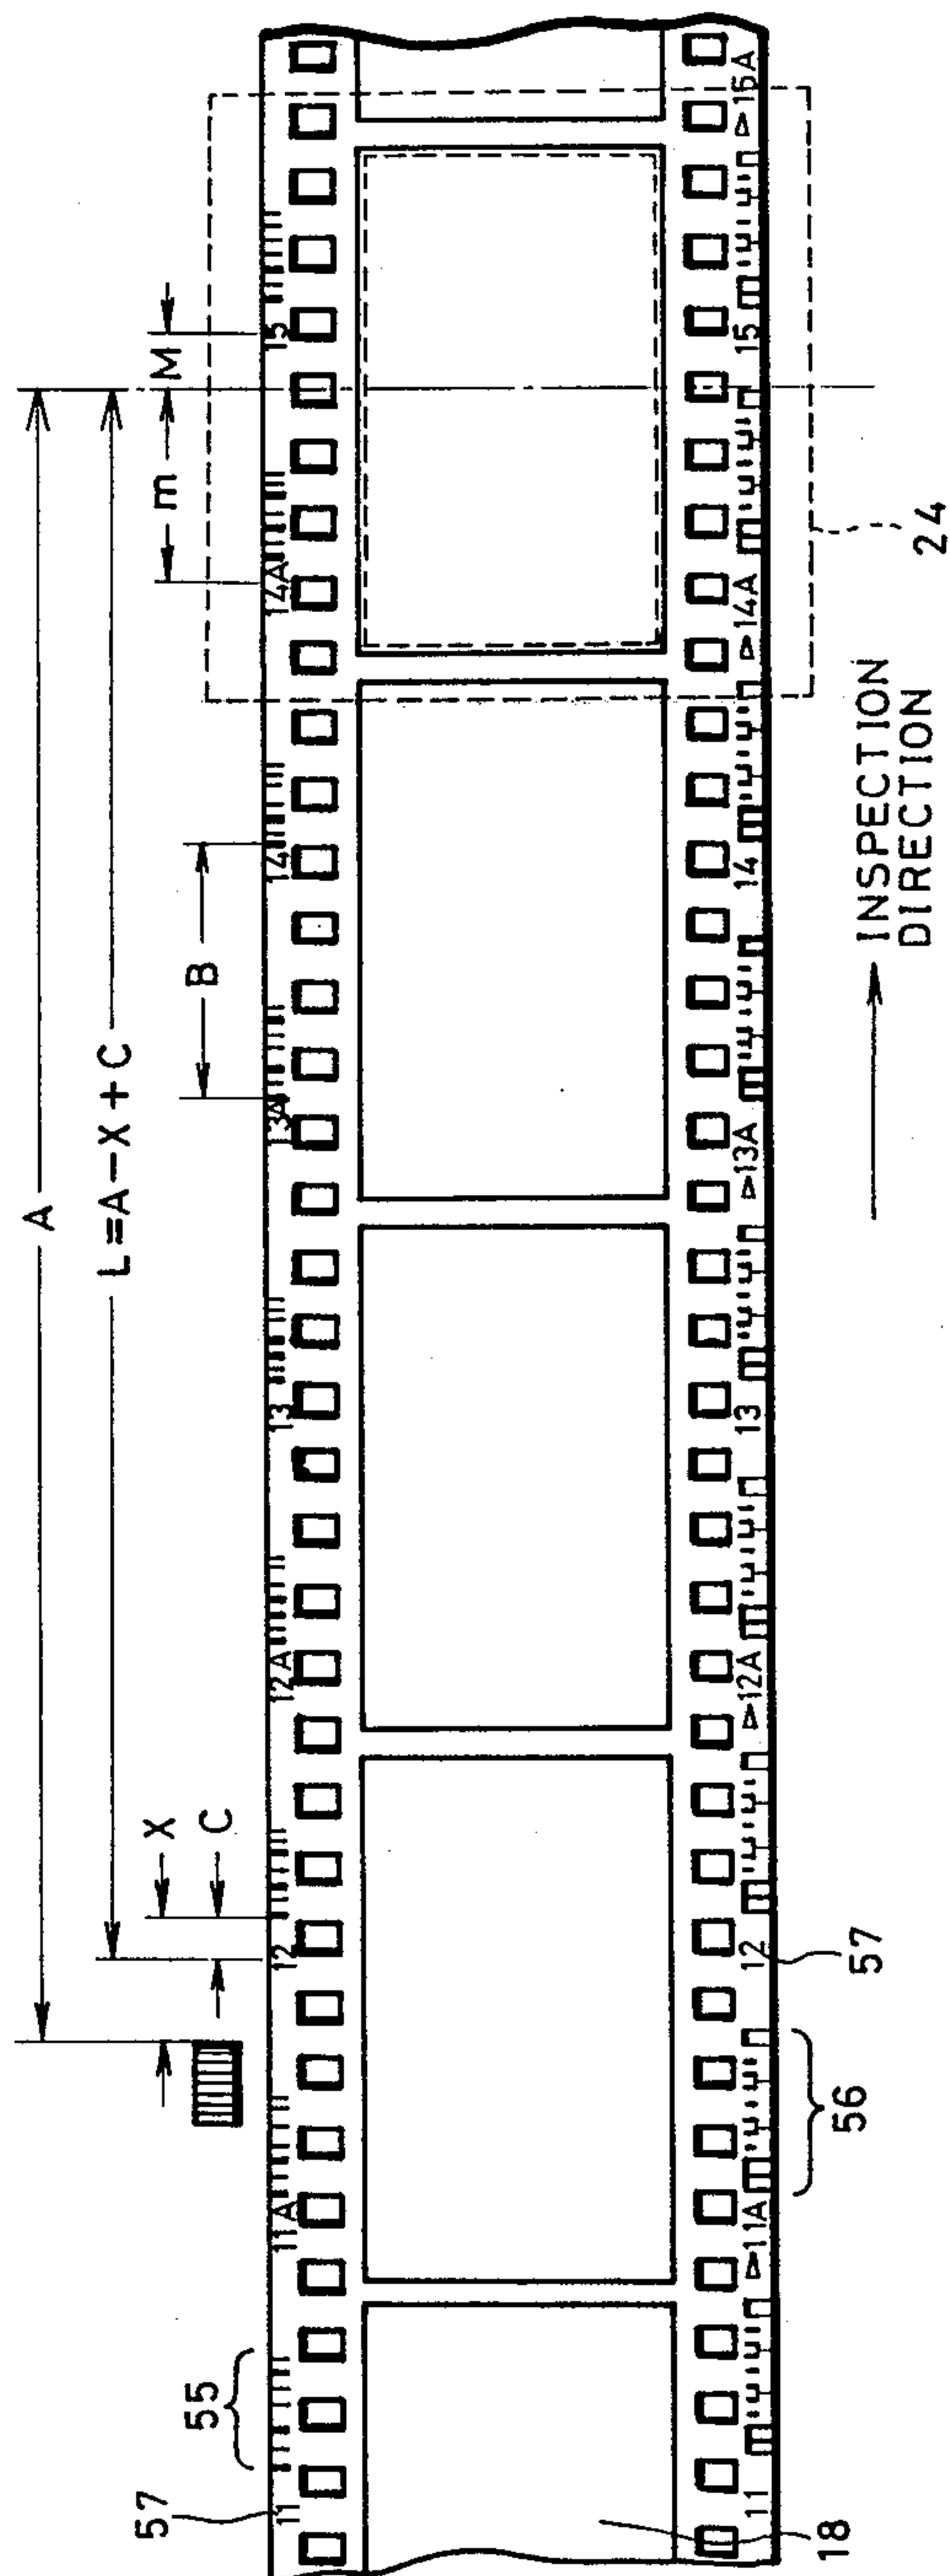 A
L=A-X+C
X
C
B
m
M
57
55
11
11A
12
12A
13
13A
14
14A
15
11
▷11A
12
▷12A
13
▷13A
14
▷14A
15
▷15A
18
56
57
INSPECTION
DIRECTION
24